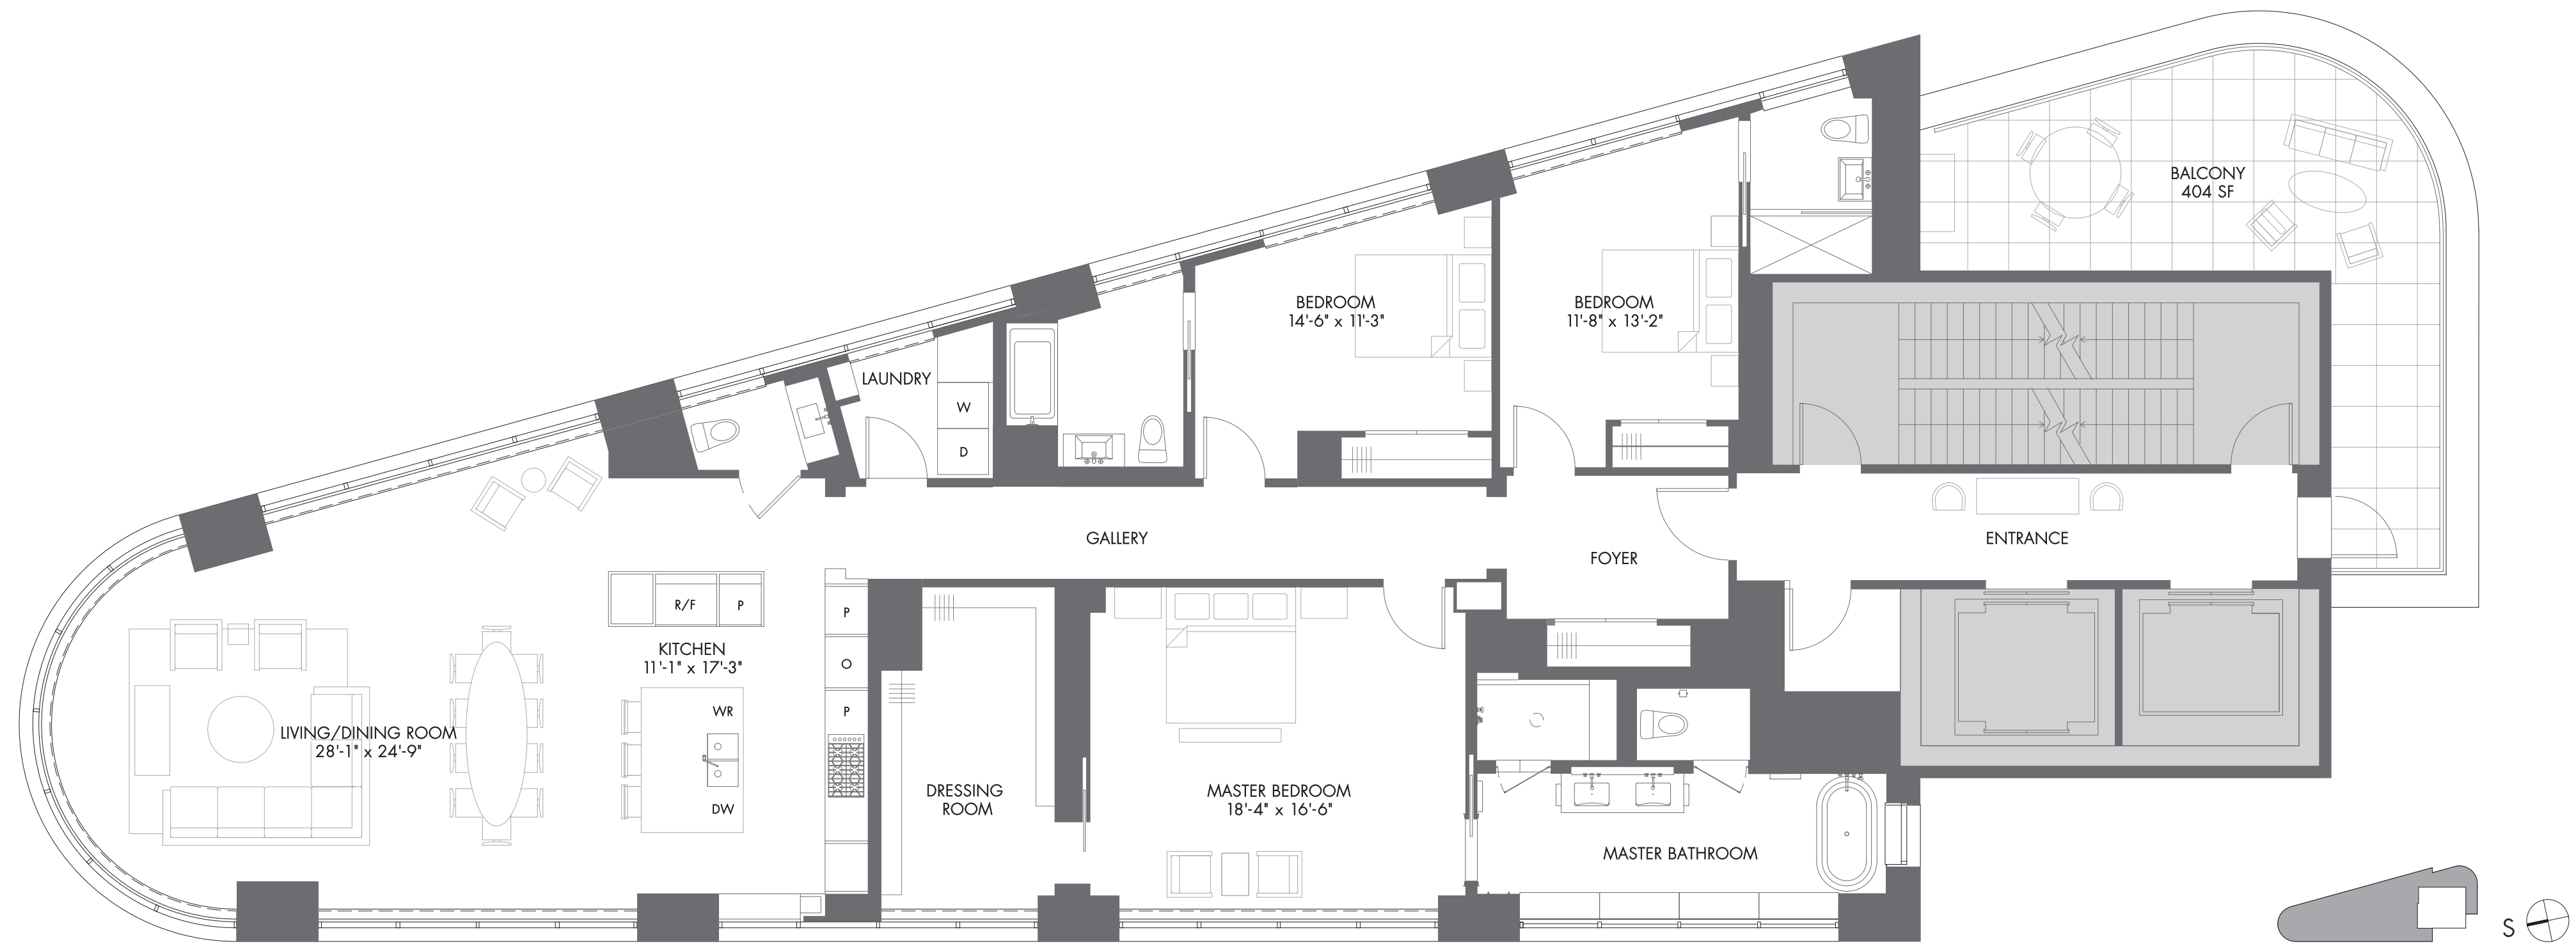 BALCONY
404 SF
BEDROOM
14'-6" x 11'-3"
BEDROOM
11'-8" x 13'-2"
LAUNDRY
W
D
GALLERY
FOYER
ENTRANCE
R/F
P
P
O
P
KITCHEN
11'-1" x 17'-3"
WR
DW
LIVING/DINING ROOM
28'-1" x 24'-9"
DRESSING
ROOM
MASTER BEDROOM
18'-4" x 16'-6"
MASTER BATHROOM
S